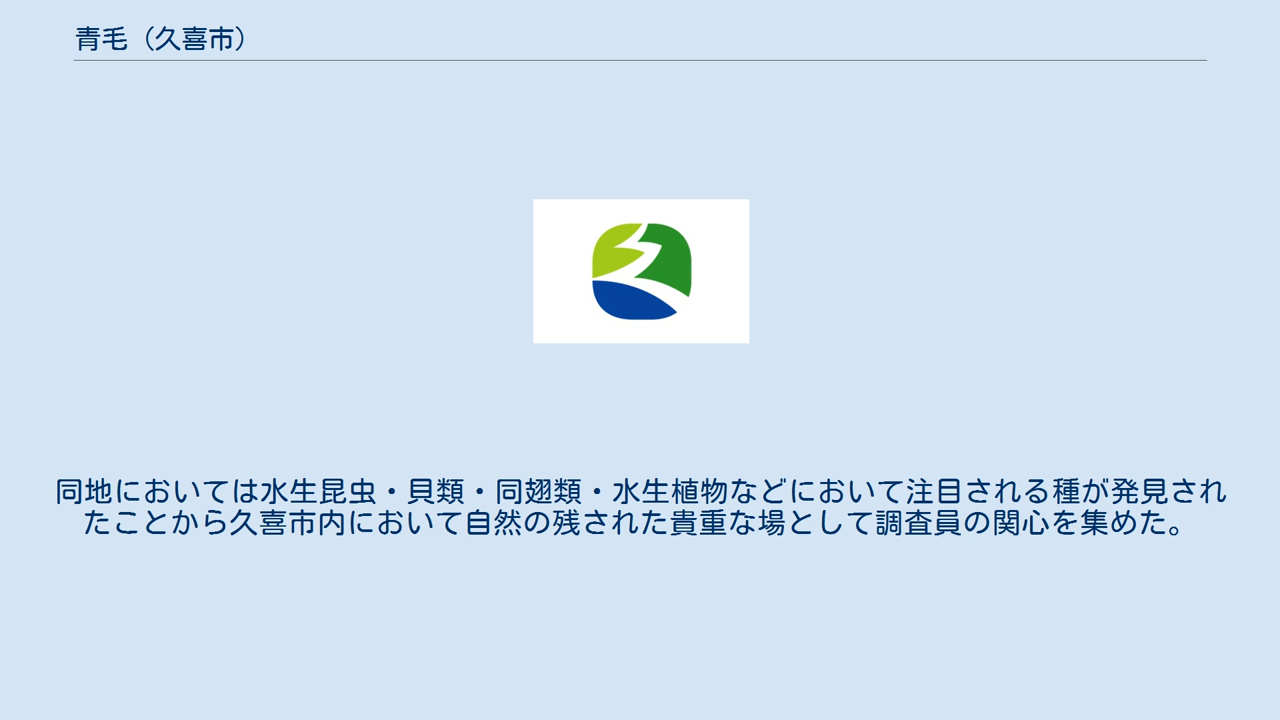 青毛（久喜市）
同地においては水生昆虫・貝類・同翅類・水生植物などにおいて注目される種が発見され
たことから久喜市内において自然の残された貴重な場として調査員の関心を集めた。